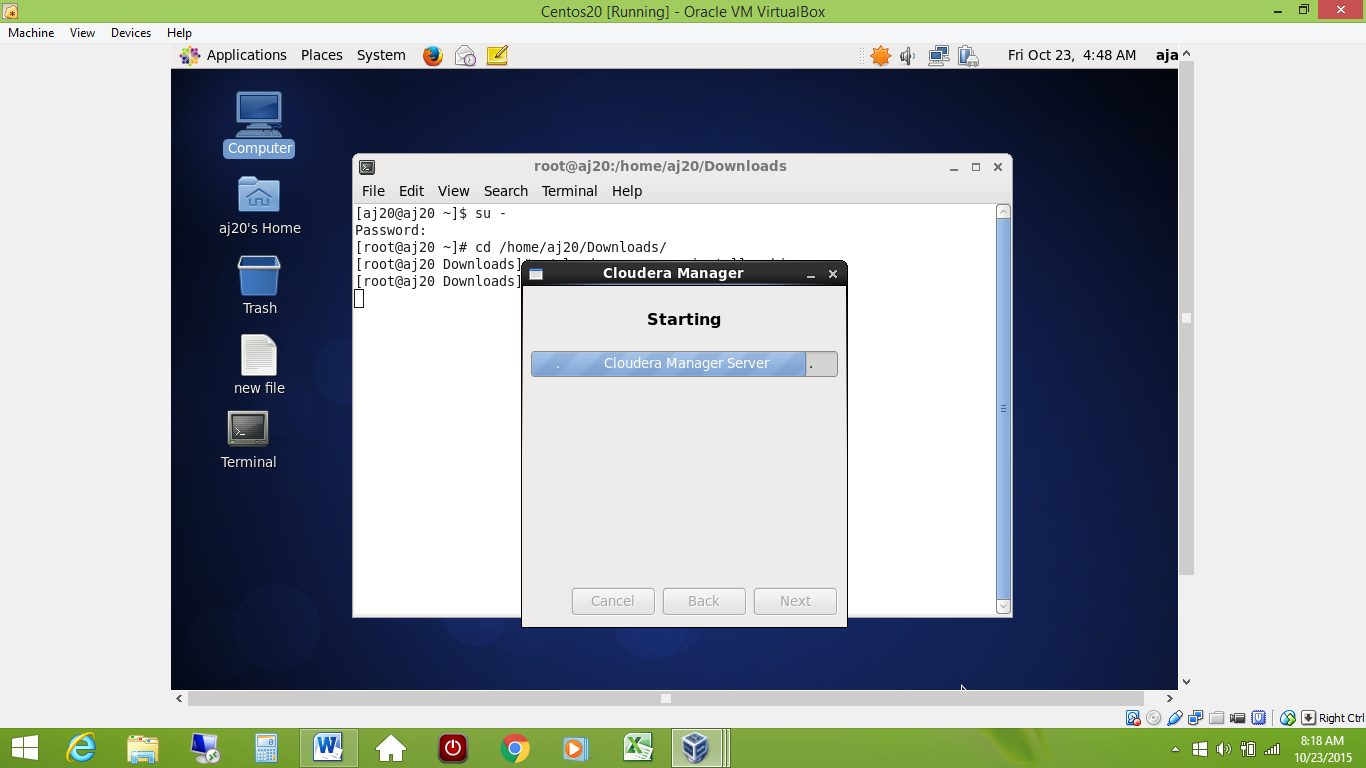 Centos20 [Running] - Oracle VM VirtualBox
Machine View Devices Help
Applications Places System Fri Oct 23, 4:48 AM aja
Computer
aj20's Home
Trash
new file
Terminal
root@aj20:/home/aj20/Downloads
File Edit View Search Terminal Help
[aj20@aj20 ~]$ su -
Password:
[root@aj20 ~]# cd /home/aj20/Downloads/
[root@aj20 Downloads]
[root@aj20 Downloads]
Cloudera Manager
Starting
. Cloudera Manager Server .
Cancel Back Next
Right Ctrl
8:18 AM
10/23/2015